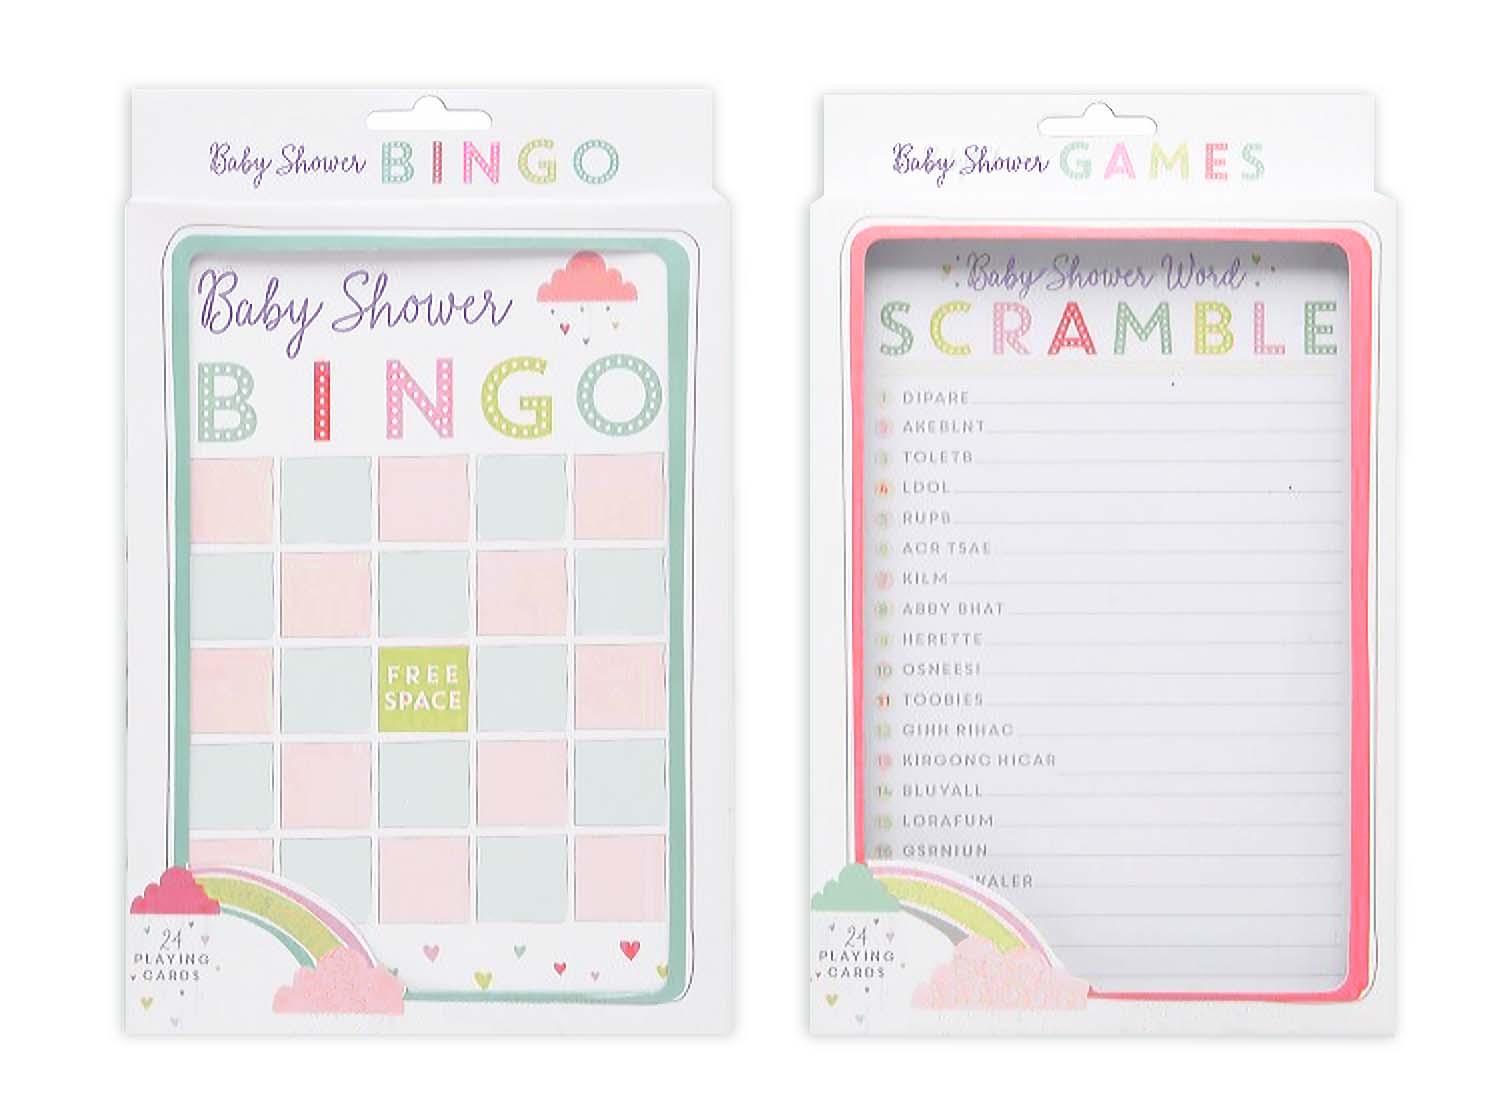 Baby Shower BINGO
Baby Shower
BINGO
FREE
SPACE
24
PLAYING
CARDS
Baby Shower GAMES
Baby Shower Word
SCRAMBLE
1 DIPARE
2 AKEBLNT
3 TOLETB
4 LDOL
5 RUPB
6 ACR TSAE
7 KILM
8 ABBY BHAT
9 HERETTE
10 OSNEESI
11 TOOBIES
12 GIHH RIHAC
13 KIRGONC HICAR
14 BLUYALL
15 LORAFUM
16 GSRNIUN
WALER
24
PLAYING
CARDS